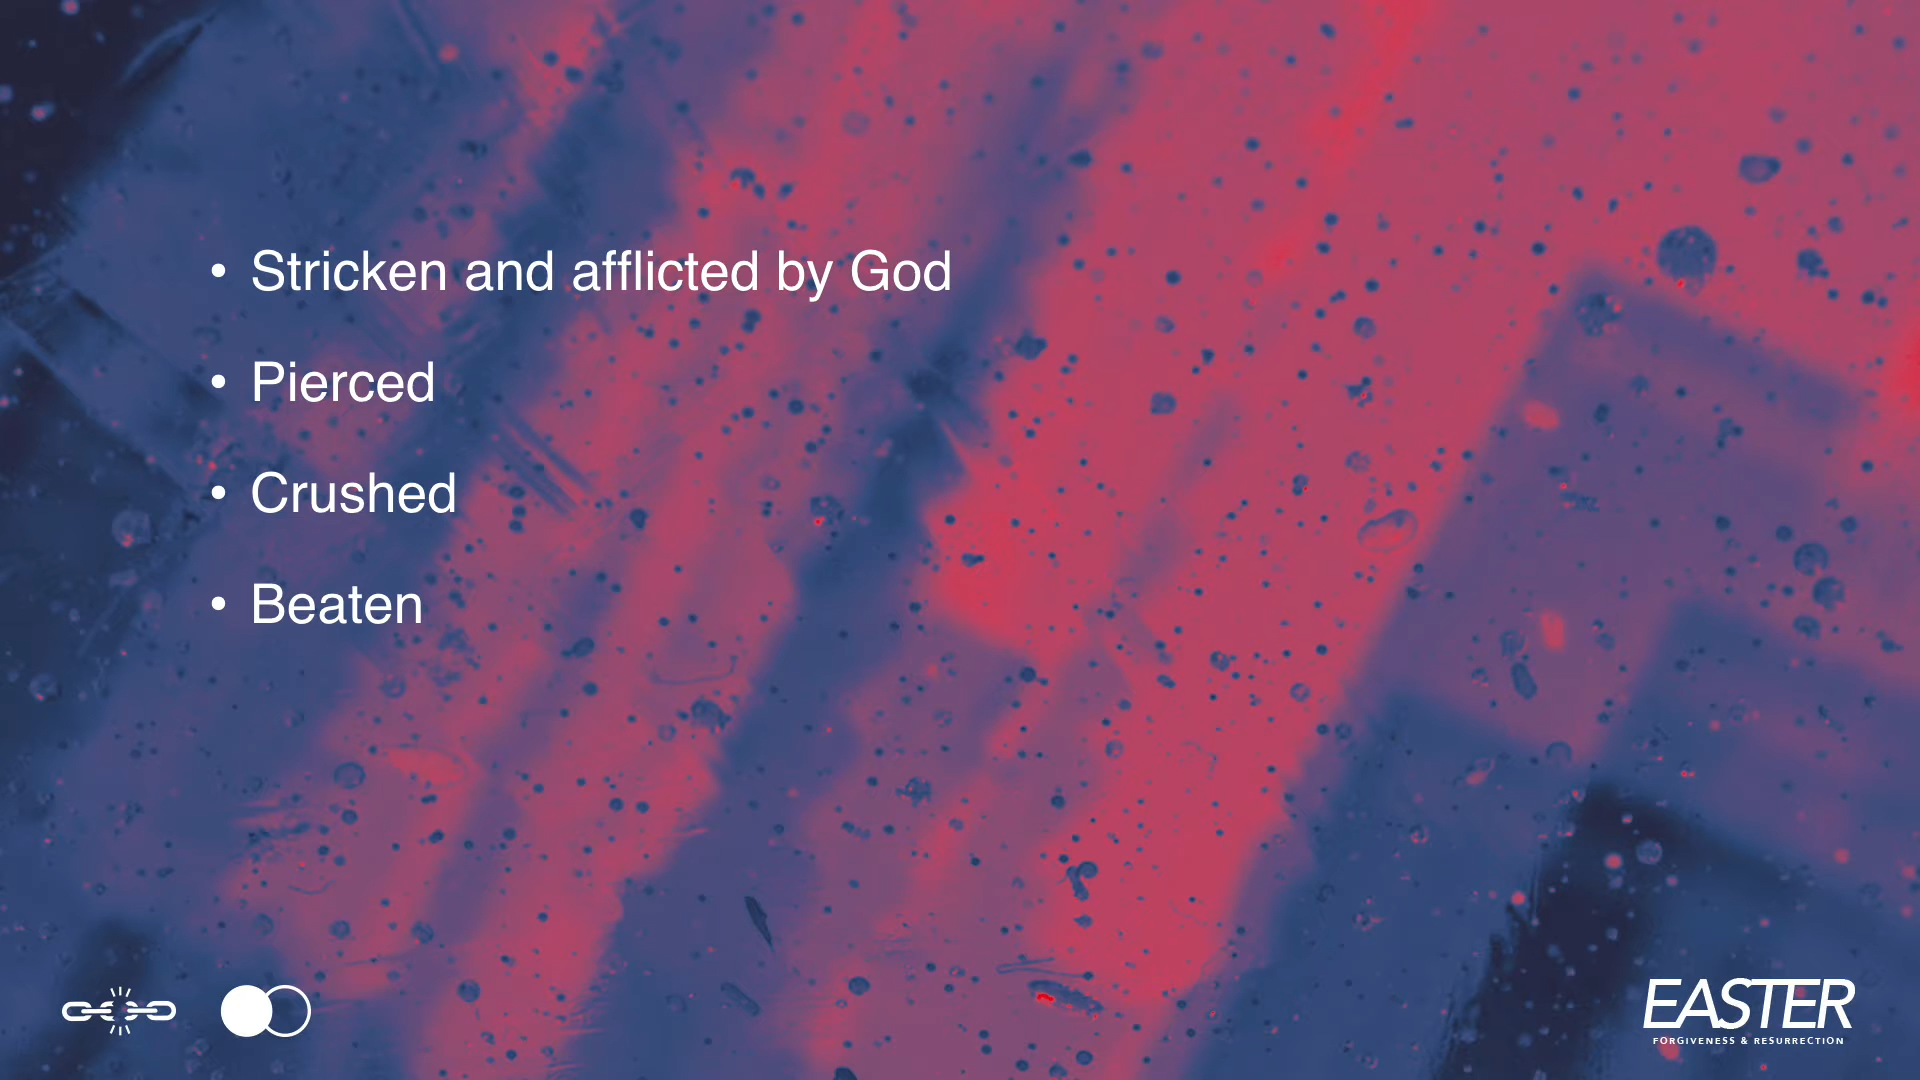 • Stricken and afflicted by God
• Pierced
• Crushed
• Beaten
EASTER
FORGIVENESS & RESURRECTION